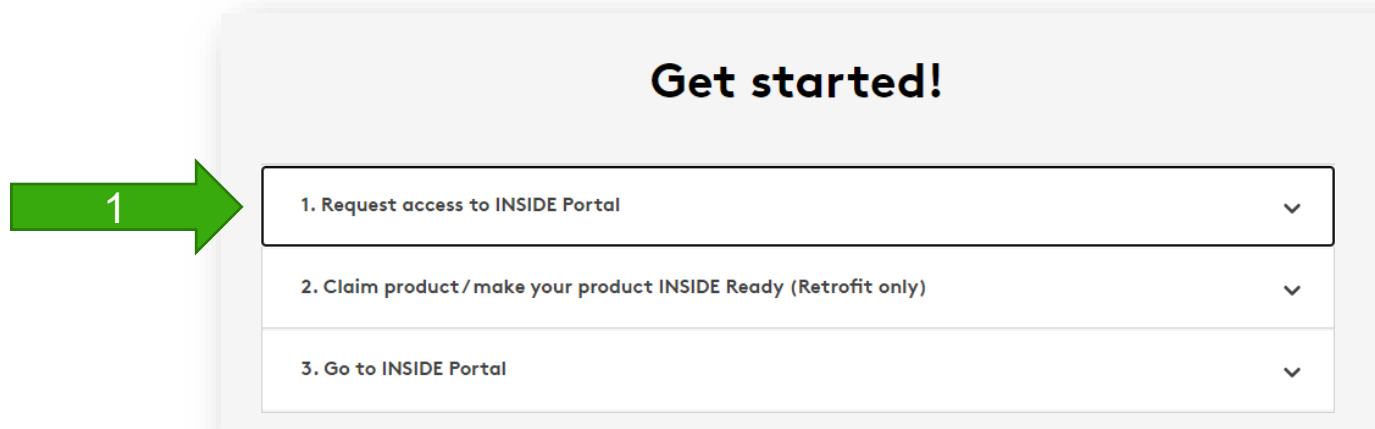 Get started!
1
1. Request access to INSIDE Portal
2. Claim product/make your product INSIDE Ready (Retrofit only)
3. Go to INSIDE Portal